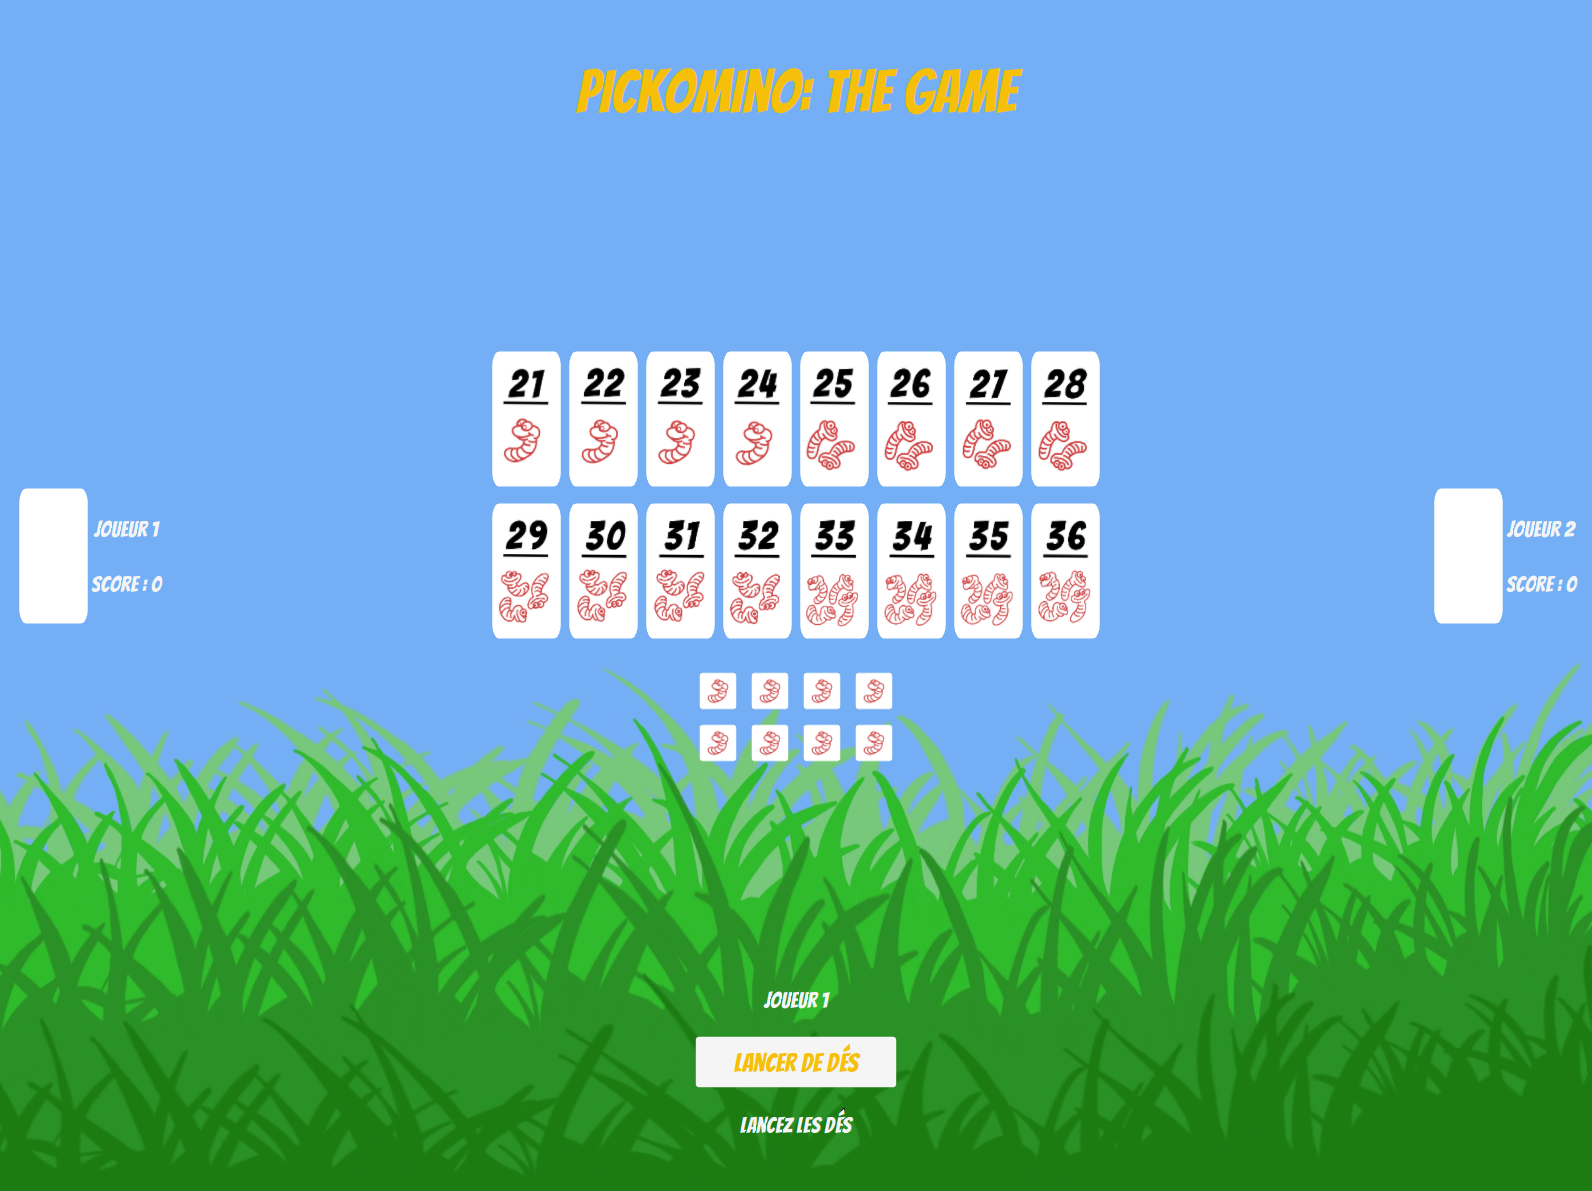 PICKOMINO: THE GAME
21 22 23 24 25 26 27 28
29 30 31 32 33 34 35 36
JOUEUR 1
SCORE : 0
JOUEUR 2
SCORE : 0
JOUEUR 1
LANCER DE DÉS
LANCEZ LES DÉS